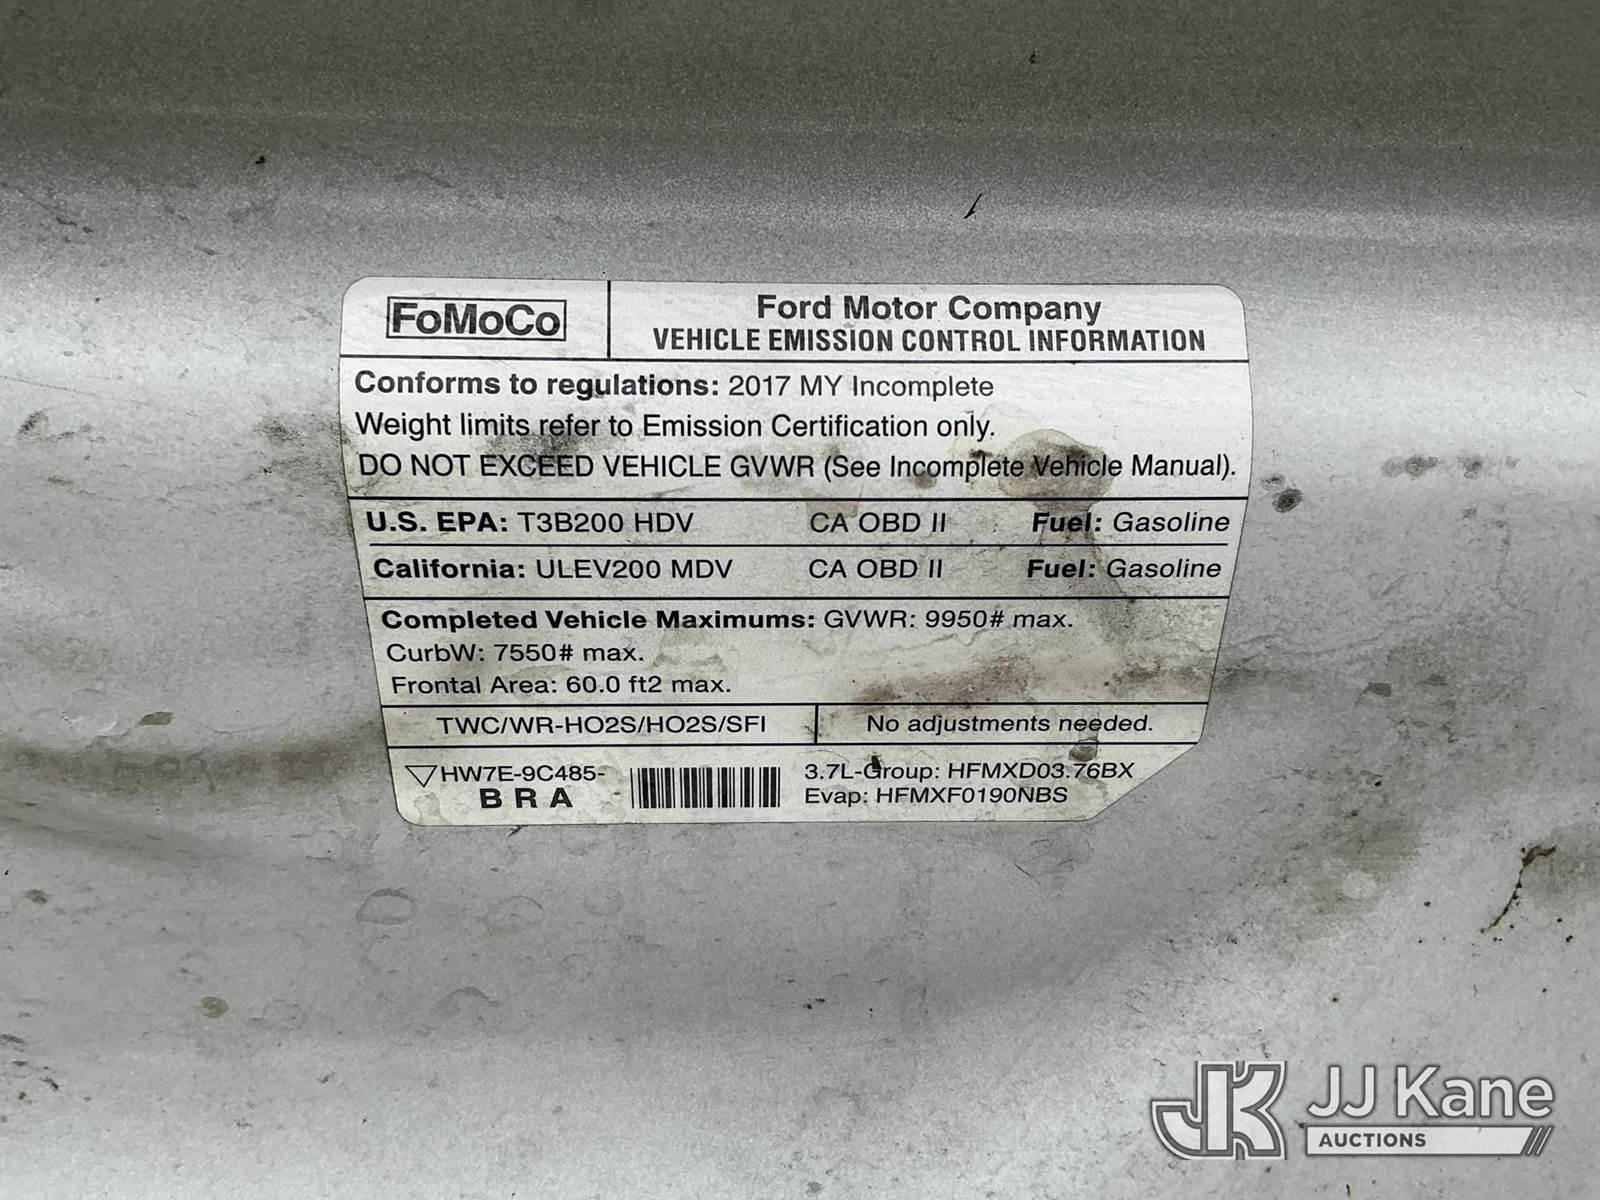 FoMoCo
Ford Motor Company
VEHICLE EMISSION CONTROL INFORMATION
Conforms to regulations: 2017 MY Incomplete
Weight limits refer to Emission Certification only.
DO NOT EXCEED VEHICLE GVWR (See Incomplete Vehicle Manual).
U.S. EPA: T3B200 HDV CA OBD II Fuel: Gasoline
California: ULEV200 MDV CA OBD II Fuel: Gasoline
Completed Vehicle Maximums: GVWR: 9950# max.
CurbW: 7550# max.
Frontal Area: 60.0 ft2 max.
TWC/WR-HO2S/HO2S/SFI No adjustments needed.
HW7E-9C485-
B R A
3.7L-Group: HFMXD03.76BX
Evap: HFMXF0190NBS
JK JJ Kane
AUCTIONS